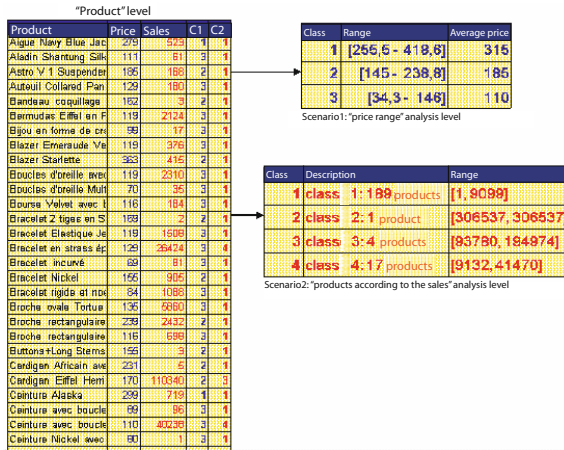 "Product" level
Product Price Sales C1 C2
Aigue Navy Blue Jac 279 523 1 1
Aladin Shantung Silk 111 61 3 1
Astro V 1 Suspender 185 168 2 1
Auteuil Collared Pan 129 180 3 1
Bandeau coquillage 162 3 2 1
Bermudas Eiffel en F 119 2124 3 1
Bijou en forme de cra 99 17 3 1
Blazer Emeraude Ve 119 376 3 1
Blazer Starlette 363 415 2 1
Boucles d'oreille avec 119 2310 3 1
Boucles d'oreille Mult 70 35 3 1
Bourse Velvet avec 116 184 3 1
Bracelet 2 tiges en S 169 2 2 1
Bracelet Elastique Je 119 1508 3 1
Bracelet en strass ép 129 26424 3 4
Bracelet incurvé 69 81 3 1
Bracelet Nickel 155 905 2 1
Bracelet rigide et 84 1088 3 1
Broche ovale Tortue 135 5860 3 1
Broche rectangulaire 239 2432 2 1
Broche rectangulaire 116 698 3 1
Buttons+Long Stems 155 3 2 1
Cardigan Africain ave 231 5 2 1
Cardigan Eiffel Herri 170 110340 2 3
Ceinture Alaska 299 719 1 1
Ceinture avec boucle 89 96 3 1
Ceinture avec boucle 110 40236 3 4
Ceinture Nickel avec 90 1 3 1
Class Range Average price
1 [255,5 - 418,6] 315
2 [145 - 238,8] 185
3 [34,3 - 146] 110
Scenario1: "price range" analysis level
Class Description Range
1 class 1: 189 products [1, 9099]
2 class 2: 1 product [306537, 306537
3 class 3: 4 products [93780, 194974]
4 class 4: 17 products [9132, 41470]
Scenario2: "products according to the sales" analysis level